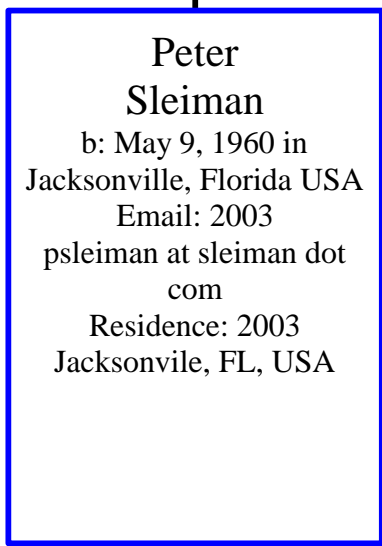 Peter
Sleiman
b: May 9, 1960 in
Jacksonville, Florida USA
Email: 2003
psleiman at sleiman dot
com
Residence: 2003
Jacksonvile, FL, USA